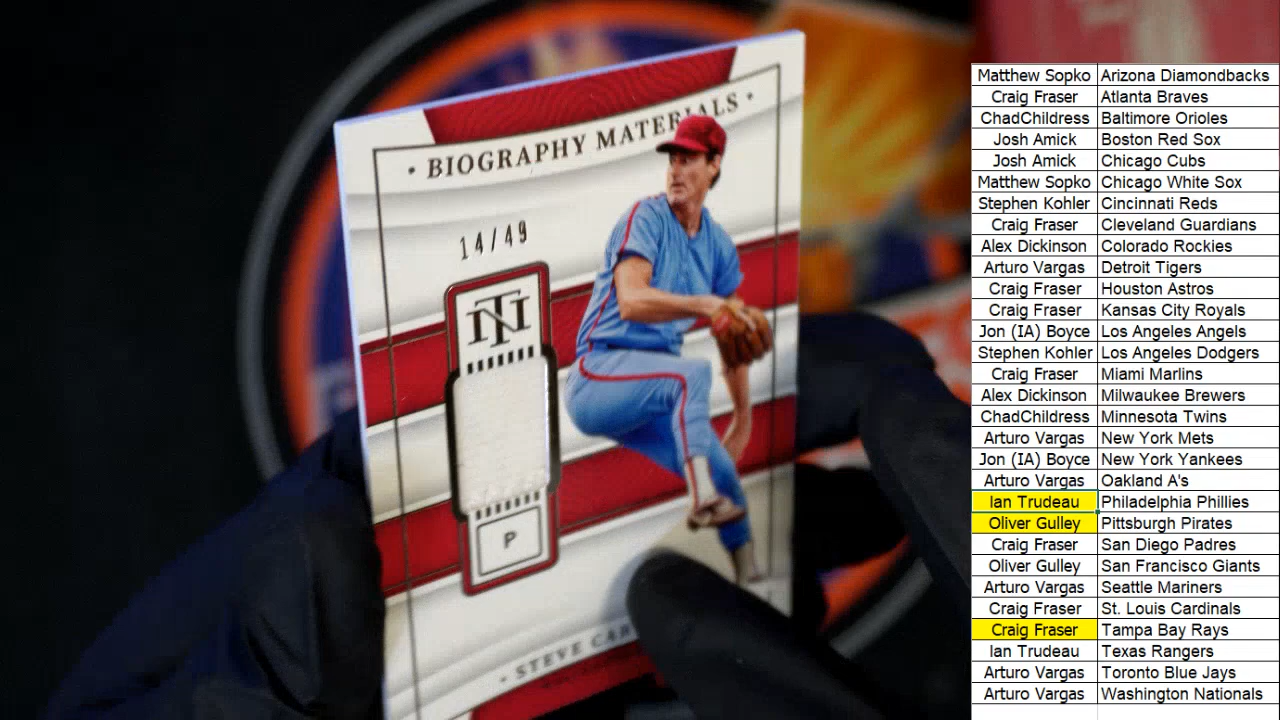 · BIOGRAPHY MATERIALS ·
14/49
NT
P
· STEVE
Matthew Sopko Arizona Diamondbacks
Craig Fraser Atlanta Braves
ChadChildress Baltimore Orioles
Josh Amick Boston Red Sox
Josh Amick Chicago Cubs
Matthew Sopko Chicago White Sox
Stephen Kohler Cincinnati Reds
Craig Fraser Cleveland Guardians
Alex Dickinson Colorado Rockies
Arturo Vargas Detroit Tigers
Craig Fraser Houston Astros
Craig Fraser Kansas City Royals
Jon (IA) Boyce Los Angeles Angels
Stephen Kohler Los Angeles Dodgers
Craig Fraser Miami Marlins
Alex Dickinson Milwaukee Brewers
ChadChildress Minnesota Twins
Arturo Vargas New York Mets
Jon (IA) Boyce New York Yankees
Arturo Vargas Oakland A's
Ian Trudeau Philadelphia Phillies
Oliver Gulley Pittsburgh Pirates
Craig Fraser San Diego Padres
Oliver Gulley San Francisco Giants
Arturo Vargas Seattle Mariners
Craig Fraser St. Louis Cardinals
Craig Fraser Tampa Bay Rays
Ian Trudeau Texas Rangers
Arturo Vargas Toronto Blue Jays
Arturo Vargas Washington Nationals